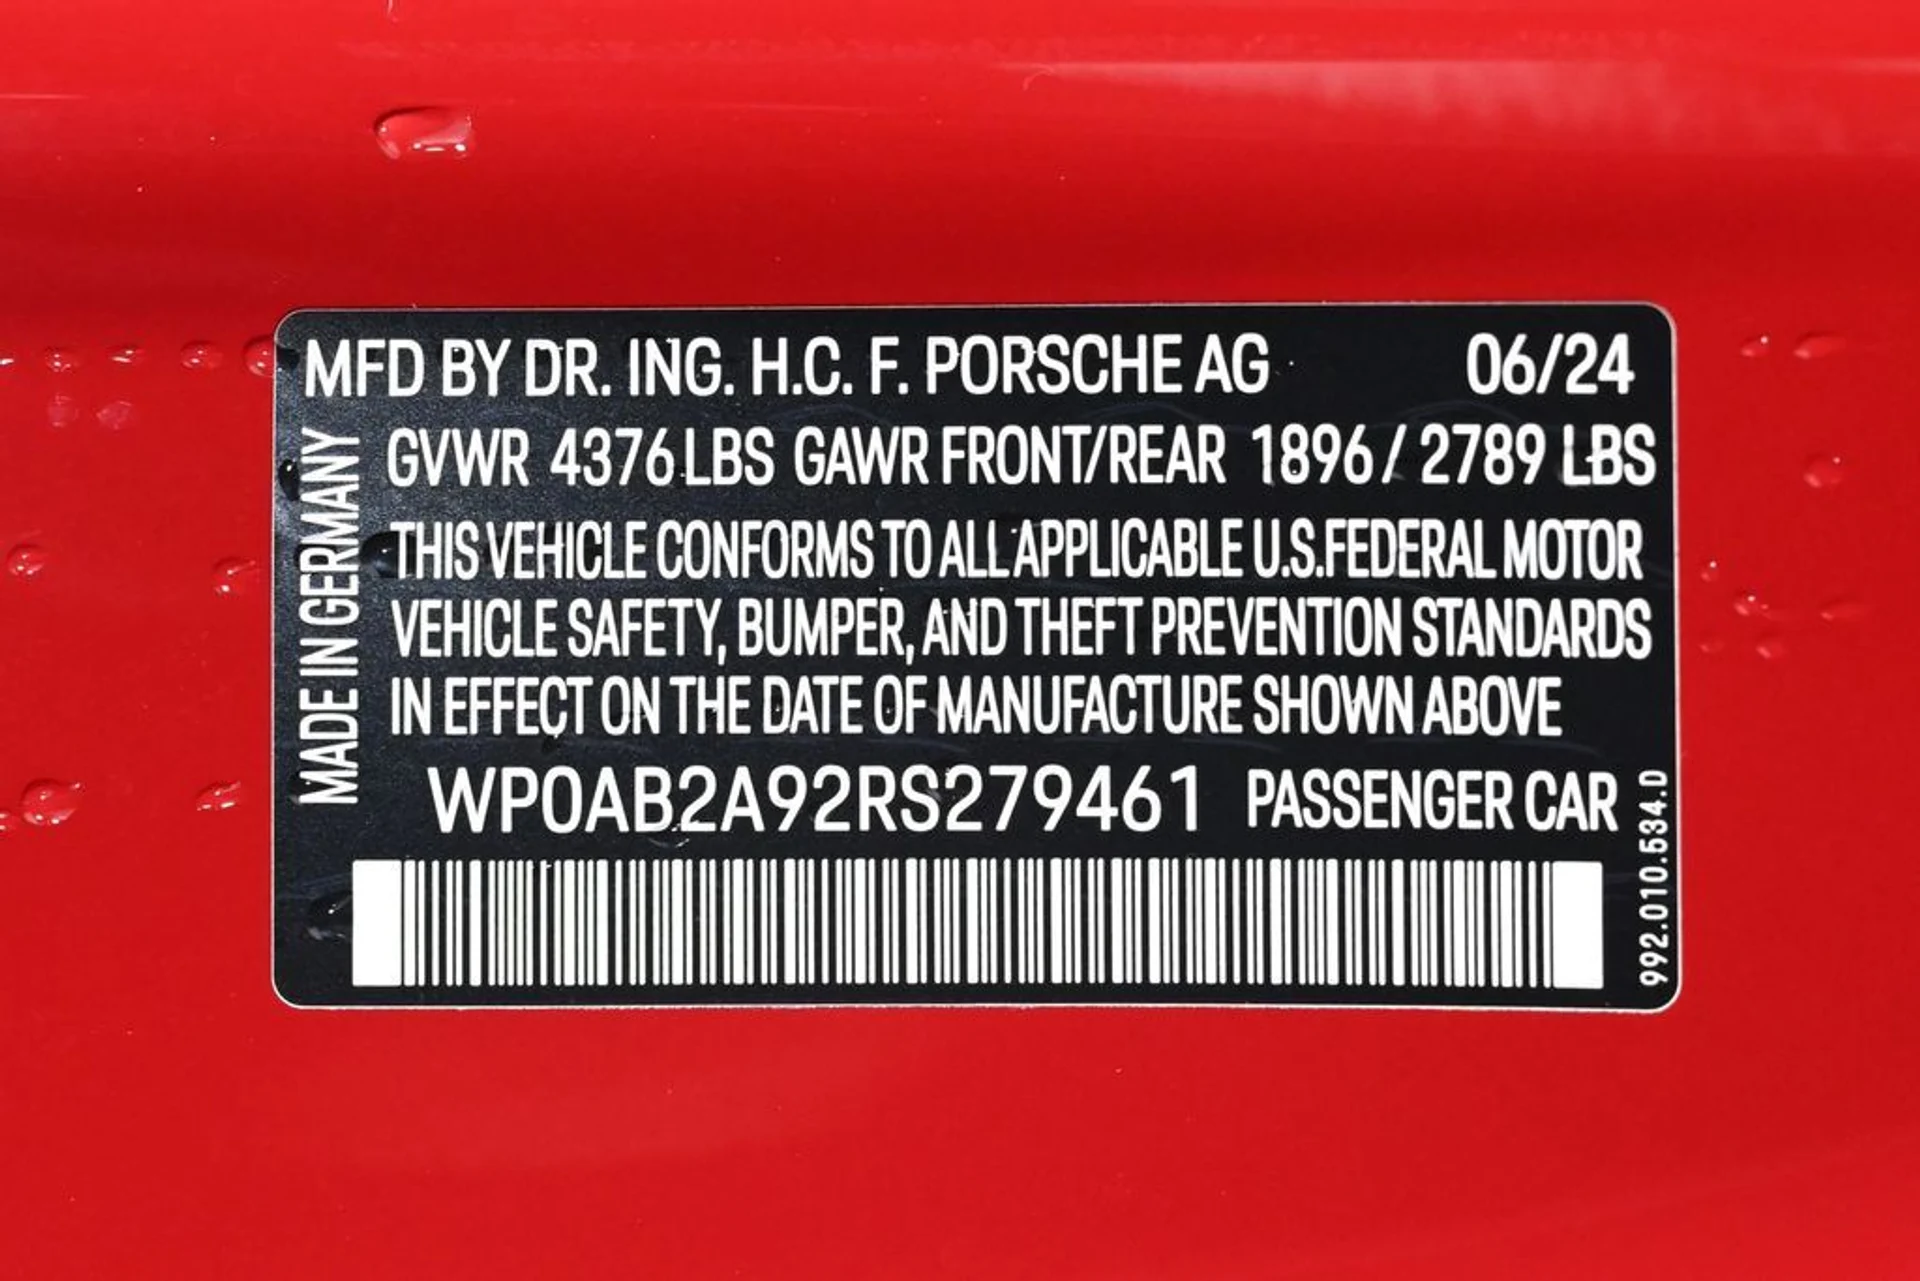 MFD BY DR. ING. H.C. F. PORSCHE AG 06/24
GVWR 4376 LBS GAWR FRONT/REAR 1896 / 2789 LBS
THIS VEHICLE CONFORMS TO ALL APPLICABLE U.S.FEDERAL MOTOR
VEHICLE SAFETY, BUMPER, AND THEFT PREVENTION STANDARDS
IN EFFECT ON THE DATE OF MANUFACTURE SHOWN ABOVE
WP0AB2A92RS279461 PASSENGER CAR
MADE IN GERMANY
992.010.534.0